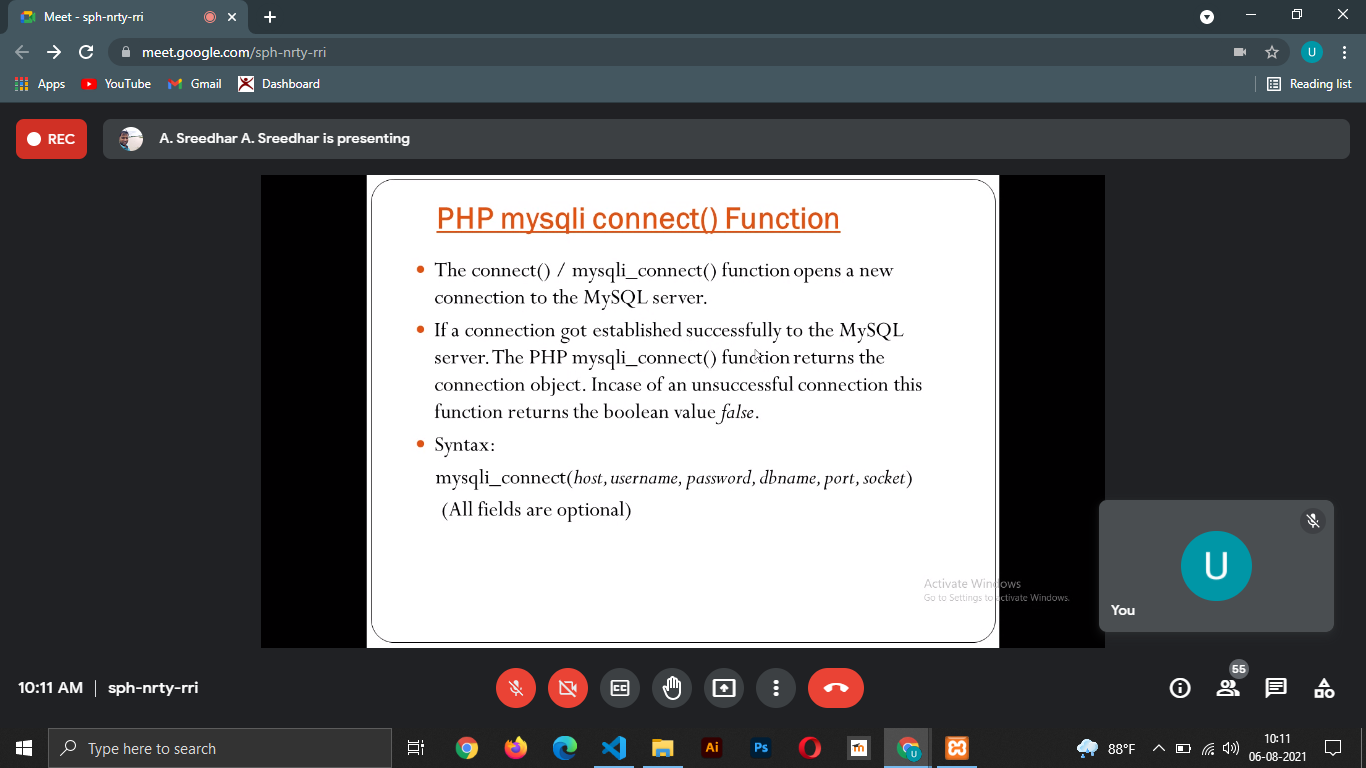 Meet - sph-nrty-rri
meet.google.com/sph-nrty-rri
U
Apps
YouTube
Gmail
Dashboard
Reading list
REC
A. Sreedhar A. Sreedhar is presenting
PHP mysqli connect() Function
• The connect() / mysqli_connect() function opens a new
connection to the MySQL server.
• If a connection got established successfully to the MySQL
server. The PHP mysqli_connect() function returns the
connection object. Incase of an unsuccessful connection this
function returns the boolean value false.
• Syntax:
mysqli_connect(host, username, password, dbname, port, socket)
(All fields are optional)
Activate Windows
Go to Settings to activate Windows.
U
You
10:11 AM | sph-nrty-rri
CC
55
Type here to search
Ai
Ps
m
U
88°F
10:11
06-08-2021